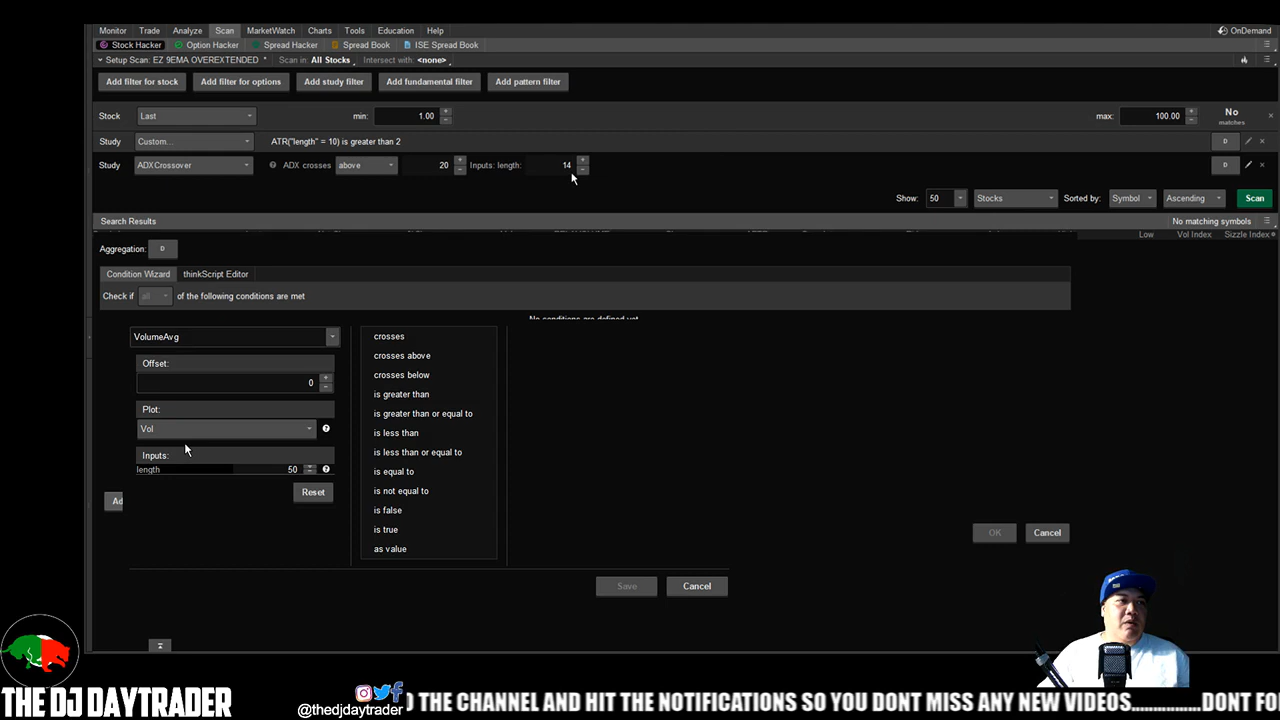 Monitor Trade Analyze Scan MarketWatch Charts Tools Education Help OnDemand
Stock Hacker Option Hacker Spread Hacker Spread Book ISE Spread Book
Setup Scan: EZ 9EMA OVEREXTENDED * Scan in All Stocks Intersect with <none>
Add filter for stock Add filter for options Add study filter Add fundamental filter Add pattern filter
Stock Last min: 1.00 max: 100.00 No matches
Study Custom... ATR("length" = 10) is greater than 2 D
Study ADXCrossover ADX crosses above 20 Inputs: length: 14 D
Show: 50 Stocks Sorted by: Symbol Ascending Scan
Search Results No matching symbols
Low Vol Index Sizzle Index
Aggregation: D
Condition Wizard thinkScript Editor
Check if all of the following conditions are met
No conditions are defined yet
VolumeAvg
Offset:
0
Plot:
Vol
Inputs:
length 50
Reset
Ad
crosses
crosses above
crosses below
is greater than
is greater than or equal to
is less than
is less than or equal to
is equal to
is not equal to
is false
is true
as value
OK Cancel
Save Cancel
THE DJ DAYTRADER
@thedjdaytrader
O THE CHANNEL AND HIT THE NOTIFICATIONS SO YOU DONT MISS ANY NEW VIDEOS...............DONT FO